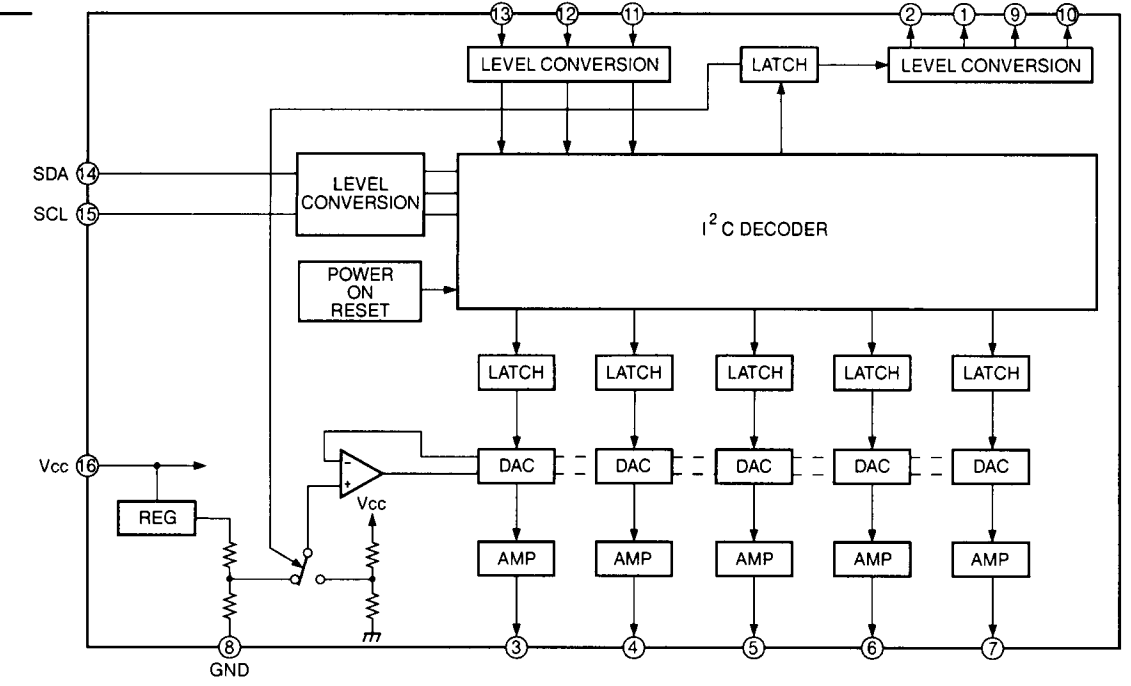 13 12 11 2 1 9 10
LEVEL CONVERSION LATCH LEVEL CONVERSION
SDA 14
SCL 15
LEVEL
CONVERSION
I² C DECODER
POWER
ON
RESET
LATCH LATCH LATCH LATCH LATCH
Vcc 16
- 
+
DAC DAC DAC DAC DAC
Vcc
REG
AMP AMP AMP AMP AMP
8 3 4 5 6 7
GND